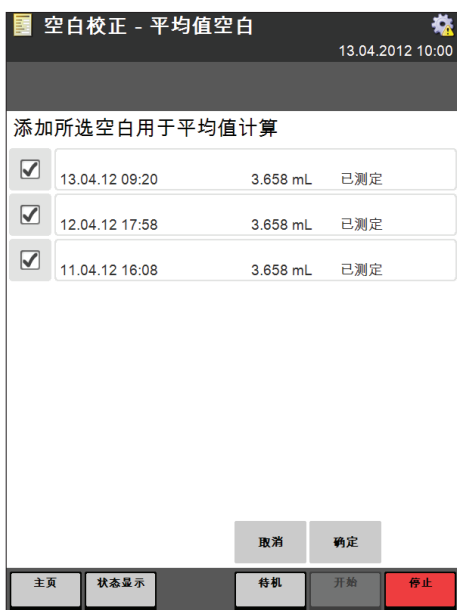 空白校正 - 平均值空白
13.04.2012 10:00
添加所选空白用于平均值计算
13.04.12 09:20 3.658 mL 已测定
12.04.12 17:58 3.658 mL 已测定
11.04.12 16:08 3.658 mL 已测定
取消 确定
主页 状态显示 待机 开始 停止